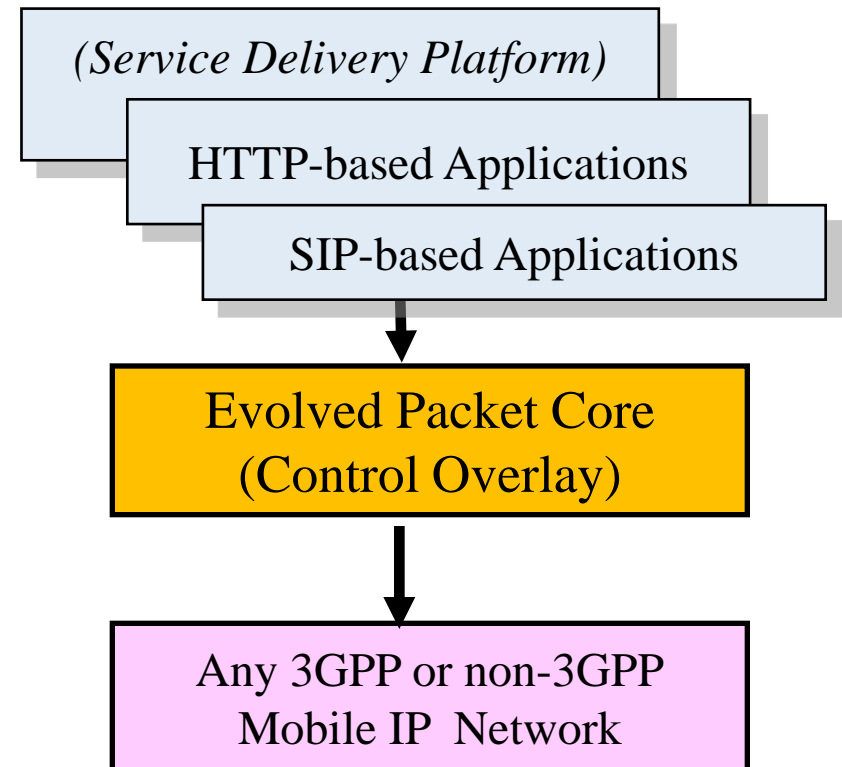 (Service Delivery Platform)
HTTP-based Applications
SIP-based Applications
Evolved Packet Core
(Control Overlay)
Any 3GPP or non-3GPP
Mobile IP Network